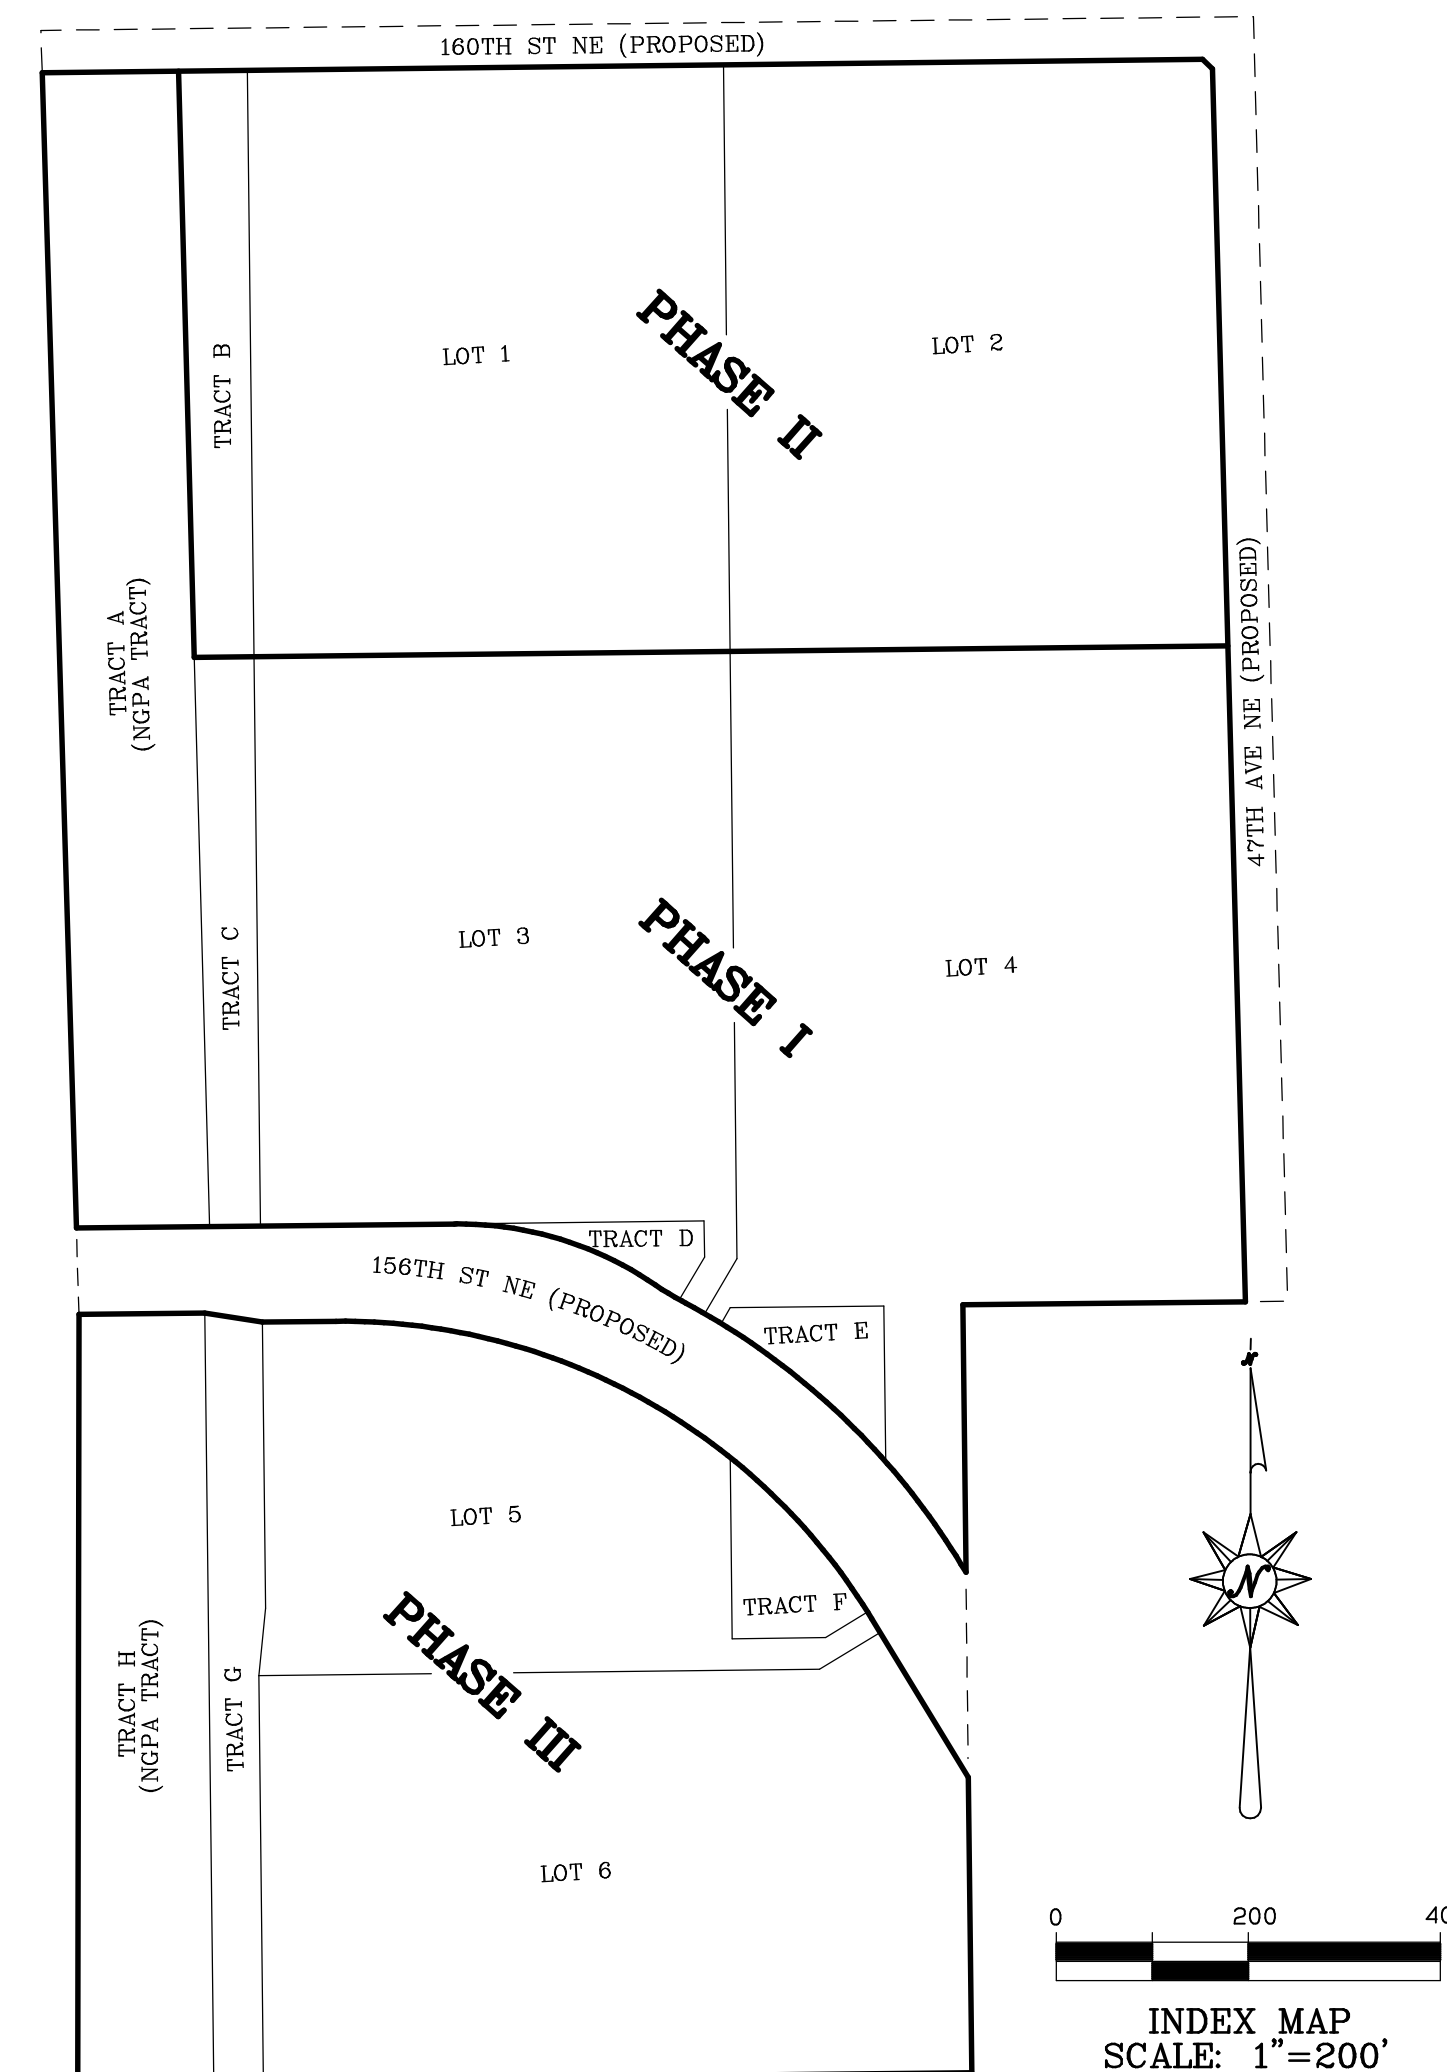 160TH ST NE (PROPOSED)
PHASE II
LOT 1
LOT 2
TRACT B
47TH AVE NE (PROPOSED)
TRACT A
(NGPA TRACT)
PHASE I
LOT 3
LOT 4
TRACT C
TRACT D
156TH ST NE (PROPOSED)
TRACT E
N
LOT 5
N
TRACT F
PHASE III
TRACT H
(NGPA TRACT)
TRACT G
LOT 6
0 200
INDEX MAP
SCALE: 1"=200'